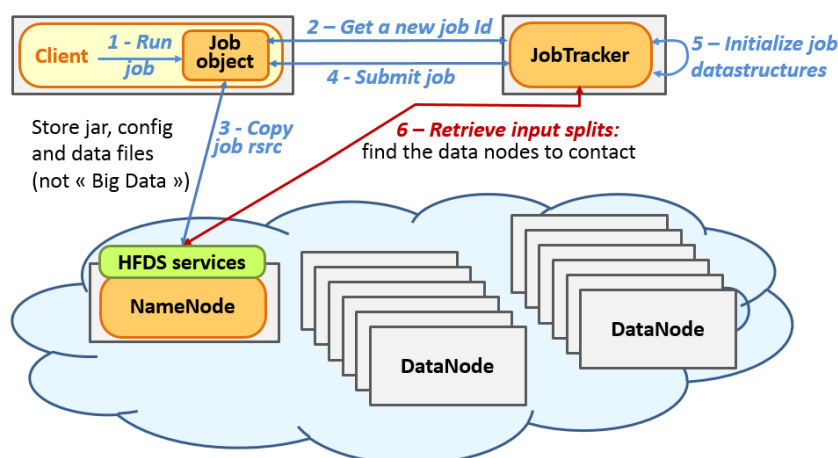 Client
1 - Run
job
Job
object
2 – Get a new job Id
4 - Submit job
JobTracker
5 – Initialize job
datastructures
Store jar, config
and data files
(not « Big Data »)
3 - Copy
job rsrc
6 – Retrieve input splits:
find the data nodes to contact
HFDS services
NameNode
DataNode
DataNode